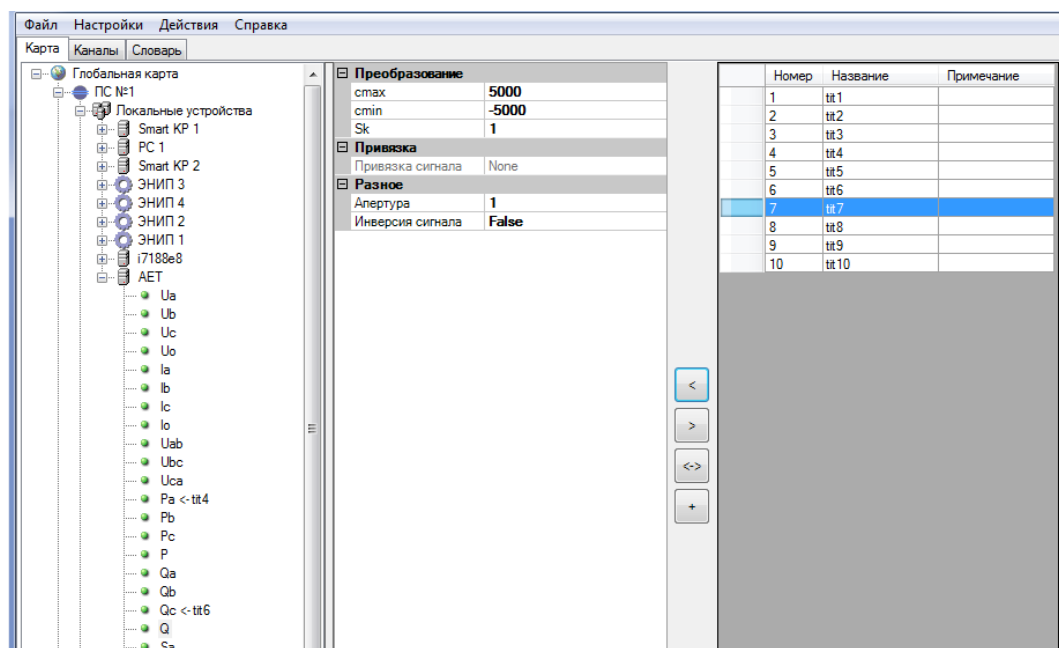 Файл Настройки Действия Справка
Карта Каналы Словарь
Глобальная карта
ПС №1
Локальные устройства
Smart КР 1
PC 1
Smart КР 2
ЭНИП 3
ЭНИП 4
ЭНИП 2
ЭНИП 1
i7188e8
АЕТ
Ua
Ub
Uc
Uo
Ia
Ib
Ic
Io
Uab
Ubc
Uca
Pa <-tit4
Pb
Pc
P
Qa
Qb
Qc <-tit6
Q
Sa
Преобразование
cmax 5000
cmin -5000
Sk 1
Привязка
Привязка сигнала None
Разное
Апертура 1
Инверсия сигнала False
<
>
<->
+
Номер Название Примечание
1 tit1
2 tit2
3 tit3
4 tit4
5 tit5
6 tit6
7 tit7
8 tit8
9 tit9
10 tit10